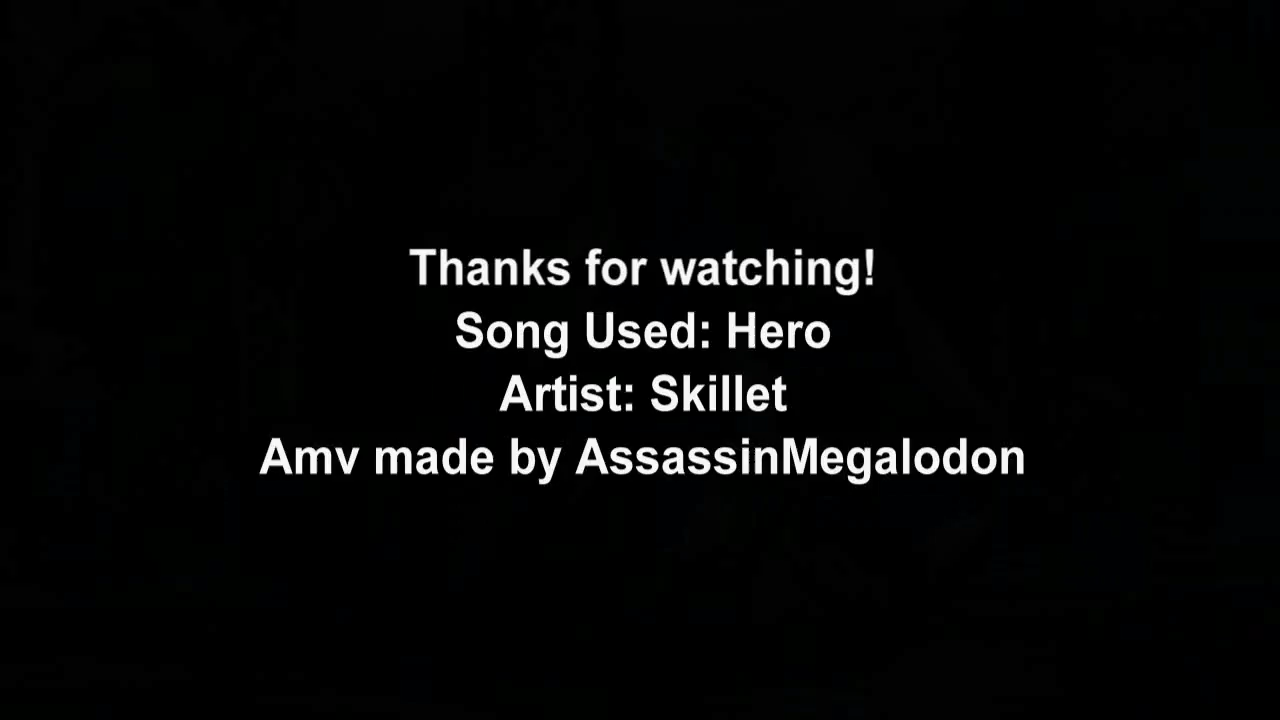 Thanks for watching!
Song Used: Hero
Artist: Skillet
Amv made by AssassinMegalodon